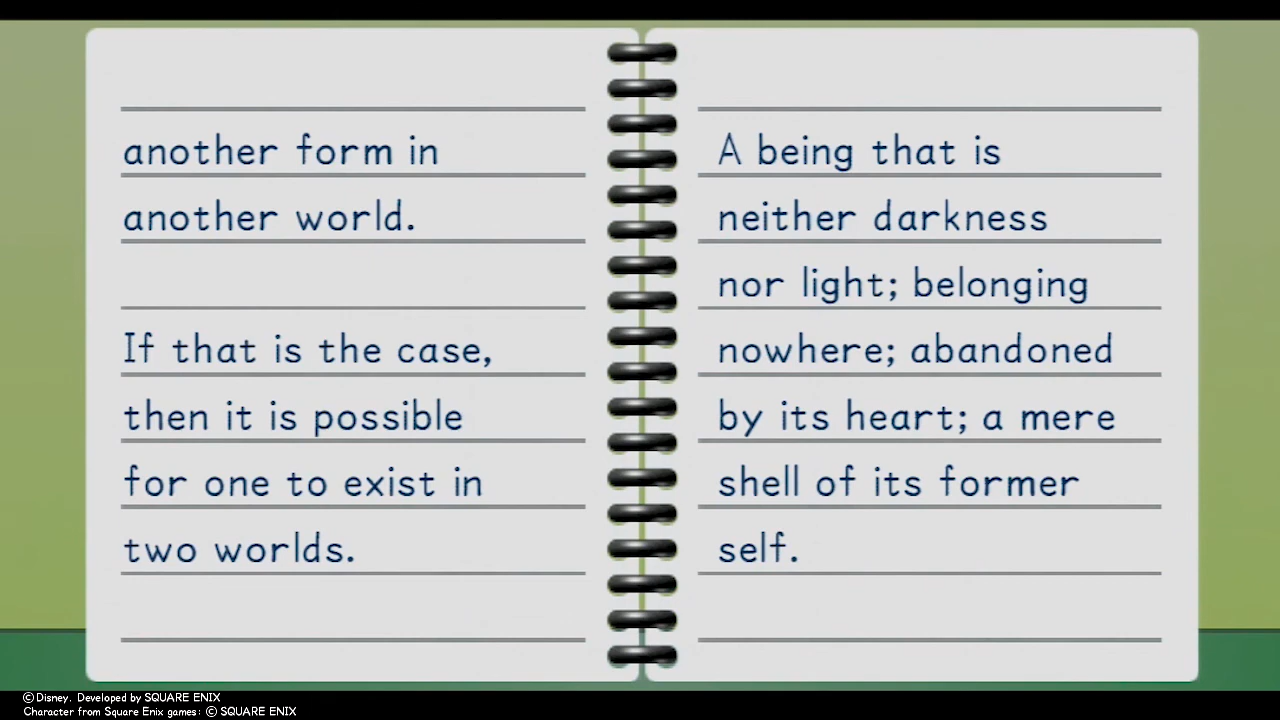 another form in
another world.
If that is the case,
then it is possible
for one to exist in
two worlds.
A being that is
neither darkness
nor light; belonging
nowhere; abandoned
by its heart; a mere
shell of its former
self.
©Disney. Developed by SQUARE ENIX
Character from Square Enix games: © SQUARE ENIX